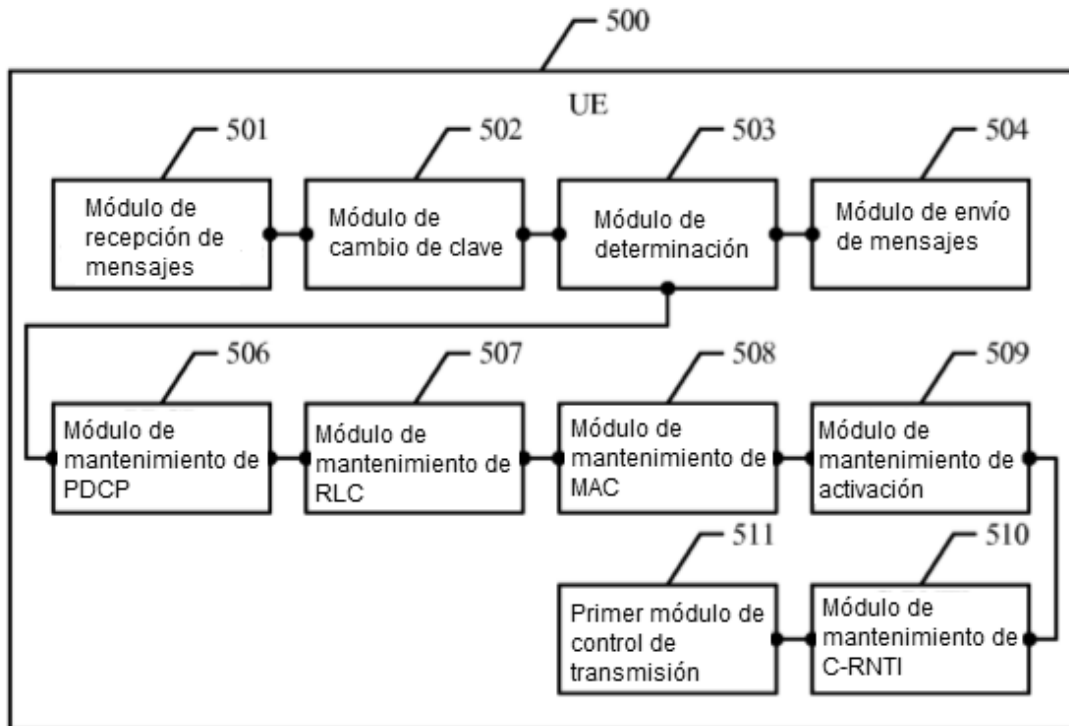 500
UE
501
502
503
504
Módulo de
recepción de
mensajes
Módulo de
cambio de clave
Módulo de
determinación
Módulo de envío
de mensajes
506
507
508
509
Módulo de
mantenimiento de
PDCP
Módulo de
mantenimiento de
RLC
Módulo de
mantenimiento de
MAC
Módulo de
mantenimiento de
activación
511
510
Primer módulo de
control de
transmisión
Módulo de
mantenimiento de
C-RNTI